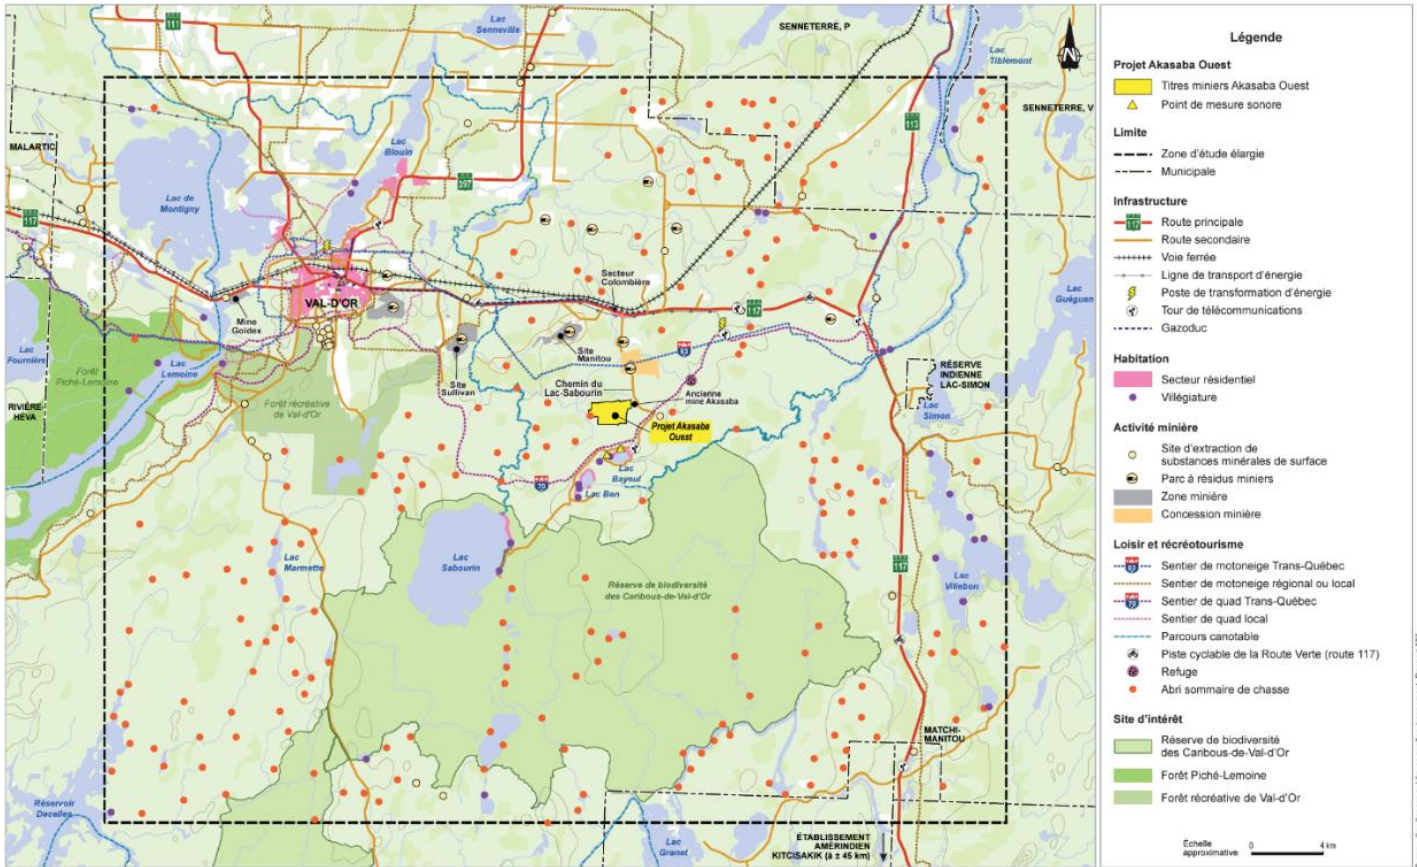 111
Lac
Senneville
SENNETERRE, P
Lac
Tiblemont
SENNETERRE, V
113
MALARTIC
Lac
Blouin
397
Lac de
Montigny
117
VAL-D'OR
Mine
Goldex
Secteur
Colombière
117
Lac
Guéguen
Lac
Fournière
Forêt
Piché-Lemoine
Lac
Lemoine
Forêt récréative
de Val-d'Or
RIVIÈRE-
HÉVA
Site
Sullivan
Site
Manitou
83
Chemin du
Lac-Sabourin
Ancienne
mine Akasaba
Projet Akasaba
Ouest
RÉSERVE
INDIENNE
LAC-SIMON
Lac
Simon
Lac
Bayeul
Lac Ben
70
Lac
Sabourin
Lac
Marmette
Réserve de biodiversité
des Caribous-de-Val-d'Or
117
Lac
Villebon
MATCHI-
MANITOU
Réservoir
Decelles
Lac
Granet
ÉTABLISSEMENT
AMÉRINDIEN
KITCISAKIK (à ± 45 km)
N
Légende
Projet Akasaba Ouest
Titres miniers Akasaba Ouest
Point de mesure sonore
Limite
Zone d'étude élargie
Municipale
Infrastructure
117
Route principale
Route secondaire
Voie ferrée
Ligne de transport d'énergie
Poste de transformation d'énergie
Tour de télécommunications
Gazoduc
Habitation
Secteur résidentiel
Villégiature
Activité minière
Site d'extraction de
substances minérales de surface
Parc à résidus miniers
Zone minière
Concession minière
Loisir et récréotourisme
83
Sentier de motoneige Trans-Québec
Sentier de motoneige régional ou local
70
Sentier de quad Trans-Québec
Sentier de quad local
Parcours canotable
Piste cyclable de la Route Verte (route 117)
Refuge
Abri sommaire de chasse
Site d'intérêt
Réserve de biodiversité
des Caribous-de-Val-d'Or
Forêt Piché-Lemoine
Forêt récréative de Val-d'Or
Échelle
approximative
0
4 km